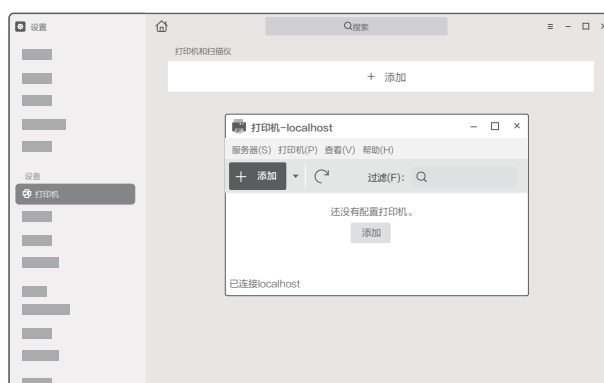 设置
搜索
打印机和扫描仪
+ 添加
打印机-localhost
服务器(S) 打印机(P) 查看(V) 帮助(H)
+ 添加
过滤(F):
还没有配置打印机。
添加
已连接localhost
设备
打印机